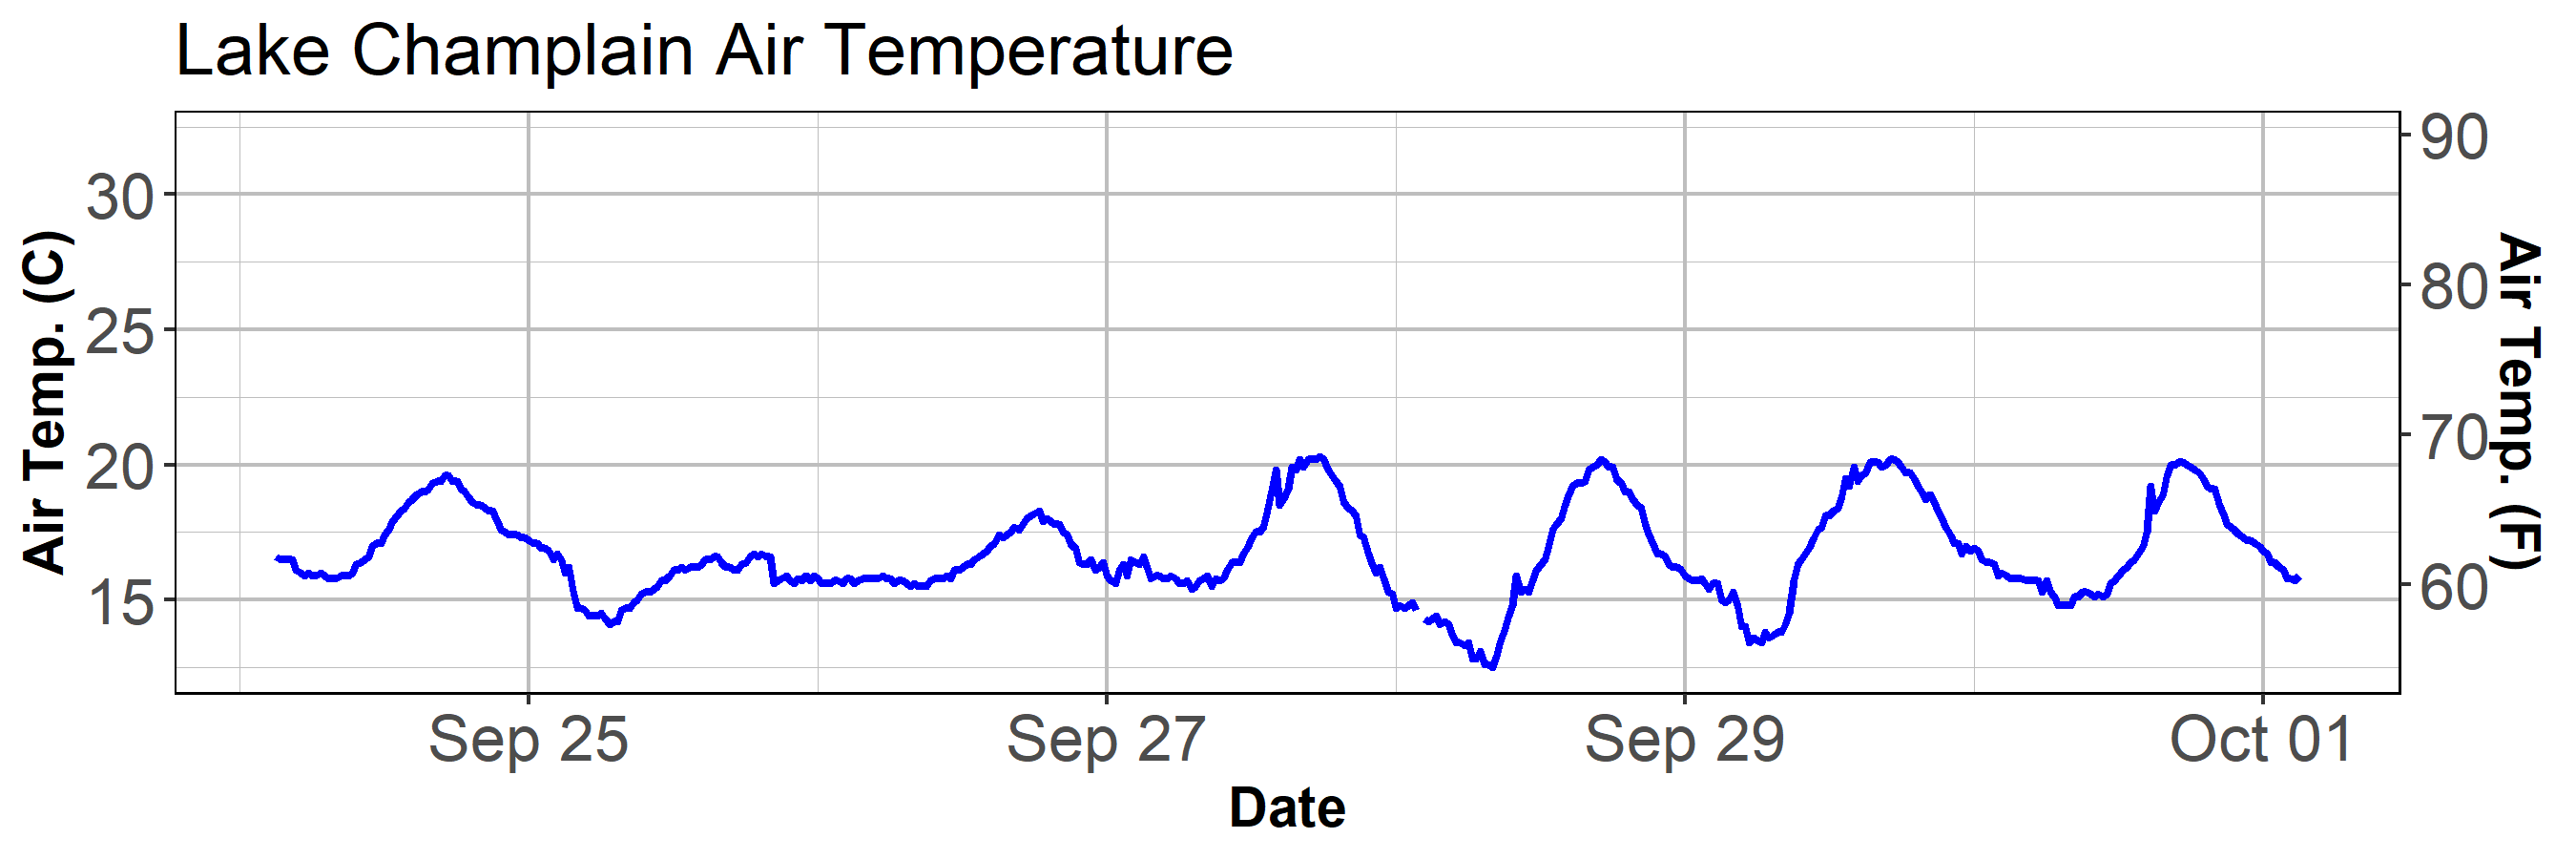 Lake Champlain Air Temperature
Air Temp. (C)
30
25
20
15
90
80
70
60
Air Temp. (F)
Sep 25
Sep 27
Sep 29
Oct 01
Date